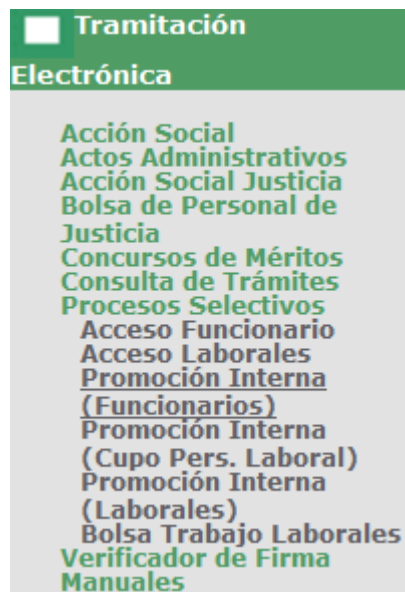 Tramitación
Electrónica
Acción Social
Actos Administrativos
Acción Social Justicia
Bolsa de Personal de
Justicia
Concursos de Méritos
Consulta de Trámites
Procesos Selectivos
Acceso Funcionario
Acceso Laborales
Promoción Interna
(Funcionarios)
Promoción Interna
(Cupo Pers. Laboral)
Promoción Interna
(Laborales)
Bolsa Trabajo Laborales
Verificador de Firma
Manuales